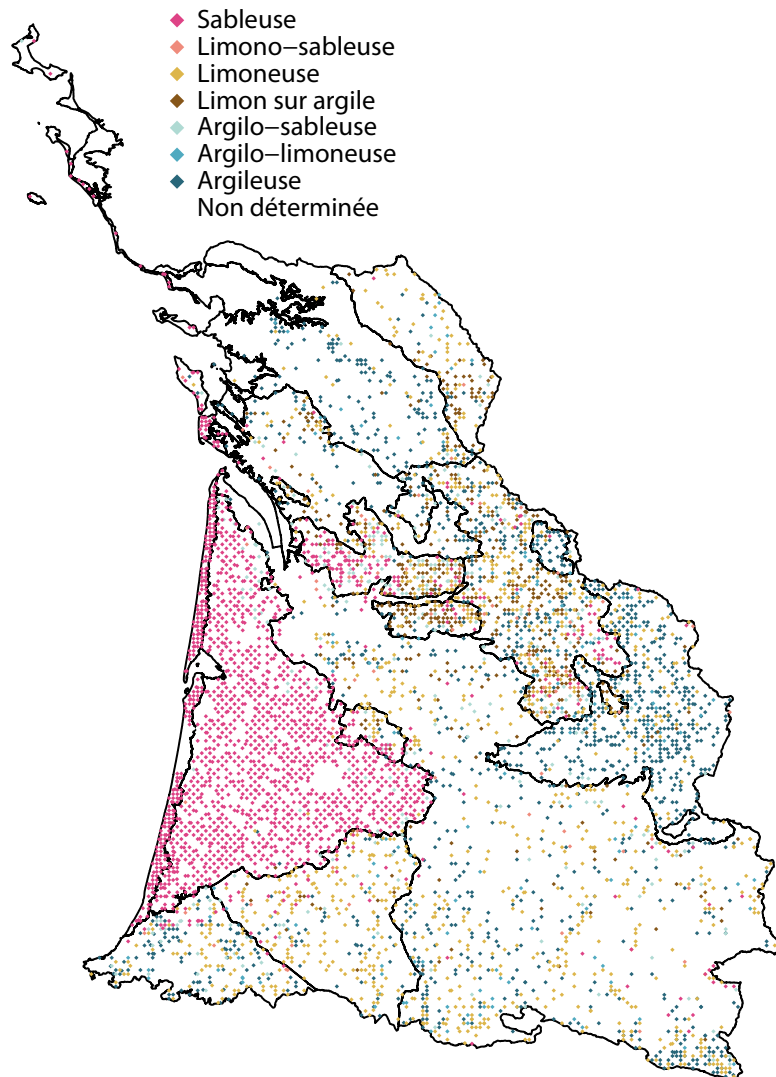 Sableuse
Limono−sableuse
Limoneuse
Limon sur argile
Argilo−sableuse
Argilo−limoneuse
Argileuse
Non déterminée